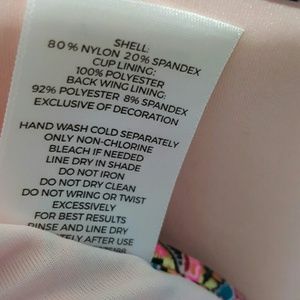 SHELL:
80% NYLON 20% SPANDEX
CUP LINING:
100% POLYESTER
BACK WING LINING:
92% POLYESTER 8% SPANDEX
EXCLUSIVE OF DECORATION
HAND WASH COLD SEPARATELY
ONLY NON-CHLORINE
BLEACH IF NEEDED
LINE DRY IN SHADE
DO NOT IRON
DO NOT DRY CLEAN
DO NOT WRING OR TWIST
EXCESSIVELY
FOR BEST RESULTS
RINSE AND LINE DRY
AFTER USE